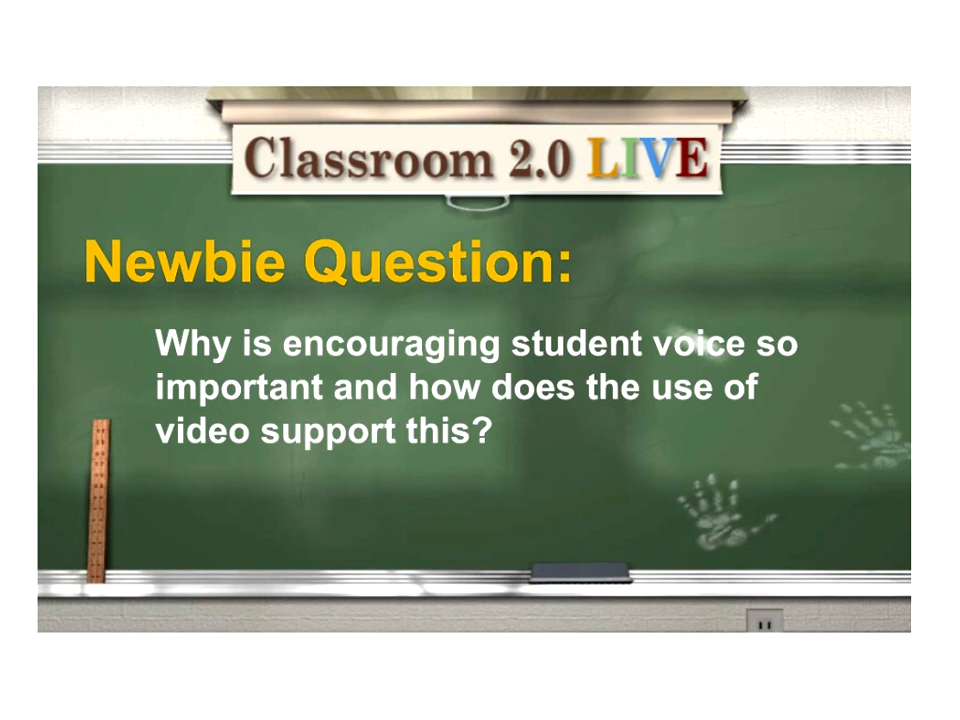 Classroom 2.0 LIVE
Newbie Question:
Why is encouraging student voice so
important and how does the use of
video support this?